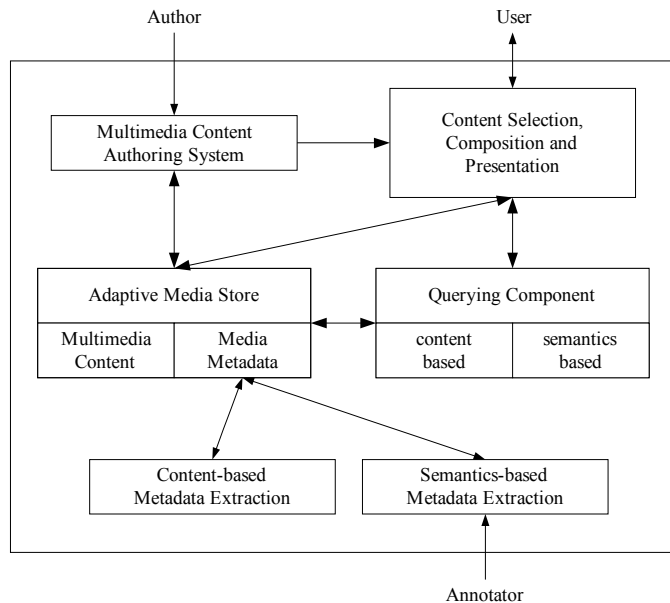 Author
User
Multimedia Content
Authoring System
Content Selection,
Composition and
Presentation
Adaptive Media Store
Multimedia
Content
Media
Metadata
Querying Component
content
based
semantics
based
Content-based
Metadata Extraction
Semantics-based
Metadata Extraction
Annotator